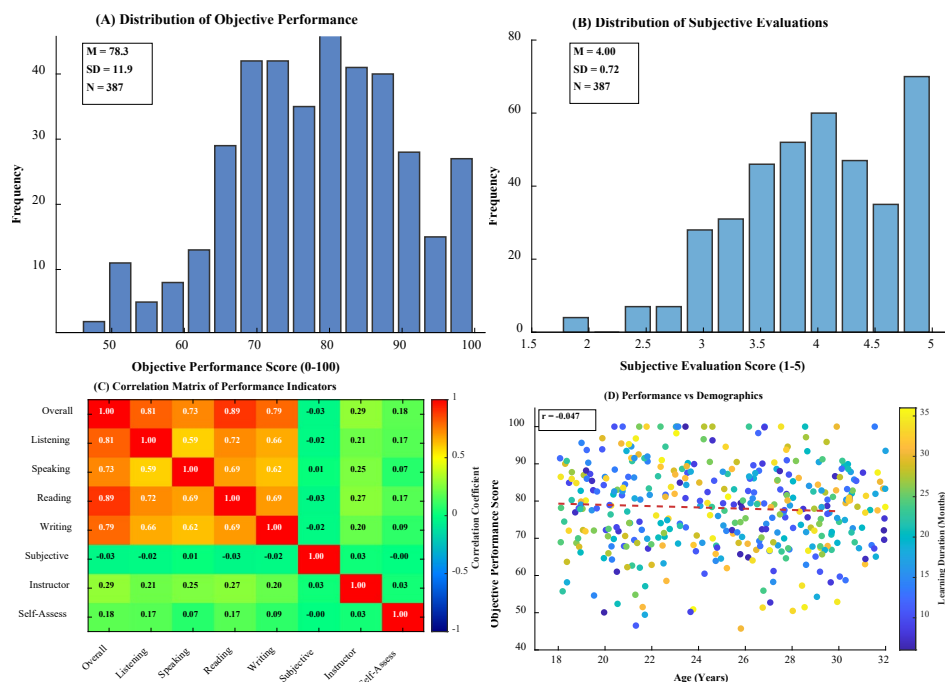 (A) Distribution of Objective Performance
M = 78.3
SD = 11.9
N = 387
40
30
20
10
50 60 70 80 90 100
Frequency
Objective Performance Score (0-100)
(B) Distribution of Subjective Evaluations
M = 4.00
SD = 0.72
N = 387
80
60
40
20
0
1.5 2 2.5 3 3.5 4 4.5 5
Frequency
Subjective Evaluation Score (1-5)
(C) Correlation Matrix of Performance Indicators
Overall 1.00 0.81 0.73 0.89 0.79 -0.03 0.29 0.18
Listening 0.81 1.00 0.59 0.72 0.66 -0.02 0.21 0.17
Speaking 0.73 0.59 1.00 0.69 0.62 0.01 0.25 0.07
Reading 0.89 0.72 0.69 1.00 0.69 -0.03 0.27 0.17
Writing 0.79 0.66 0.62 0.69 1.00 -0.02 0.20 0.09
Subjective -0.03 -0.02 0.01 -0.03 -0.02 1.00 0.03 -0.00
Instructor 0.29 0.21 0.25 0.27 0.20 0.03 1.00 0.03
Self-Assess 0.18 0.17 0.07 0.17 0.09 -0.00 0.03 1.00
Overall Listening Speaking Reading Writing Subjective Instructor
1
0.5
0
-0.5
-1
Correlation Coefficient
(D) Performance vs Demographics
r = -0.047
100
90
80
70
60
50
40
18 20 22 24 26 28 30 32
Objective Performance Score
Age (Years)
35
30
25
20
15
10
Learning Duration (Months)